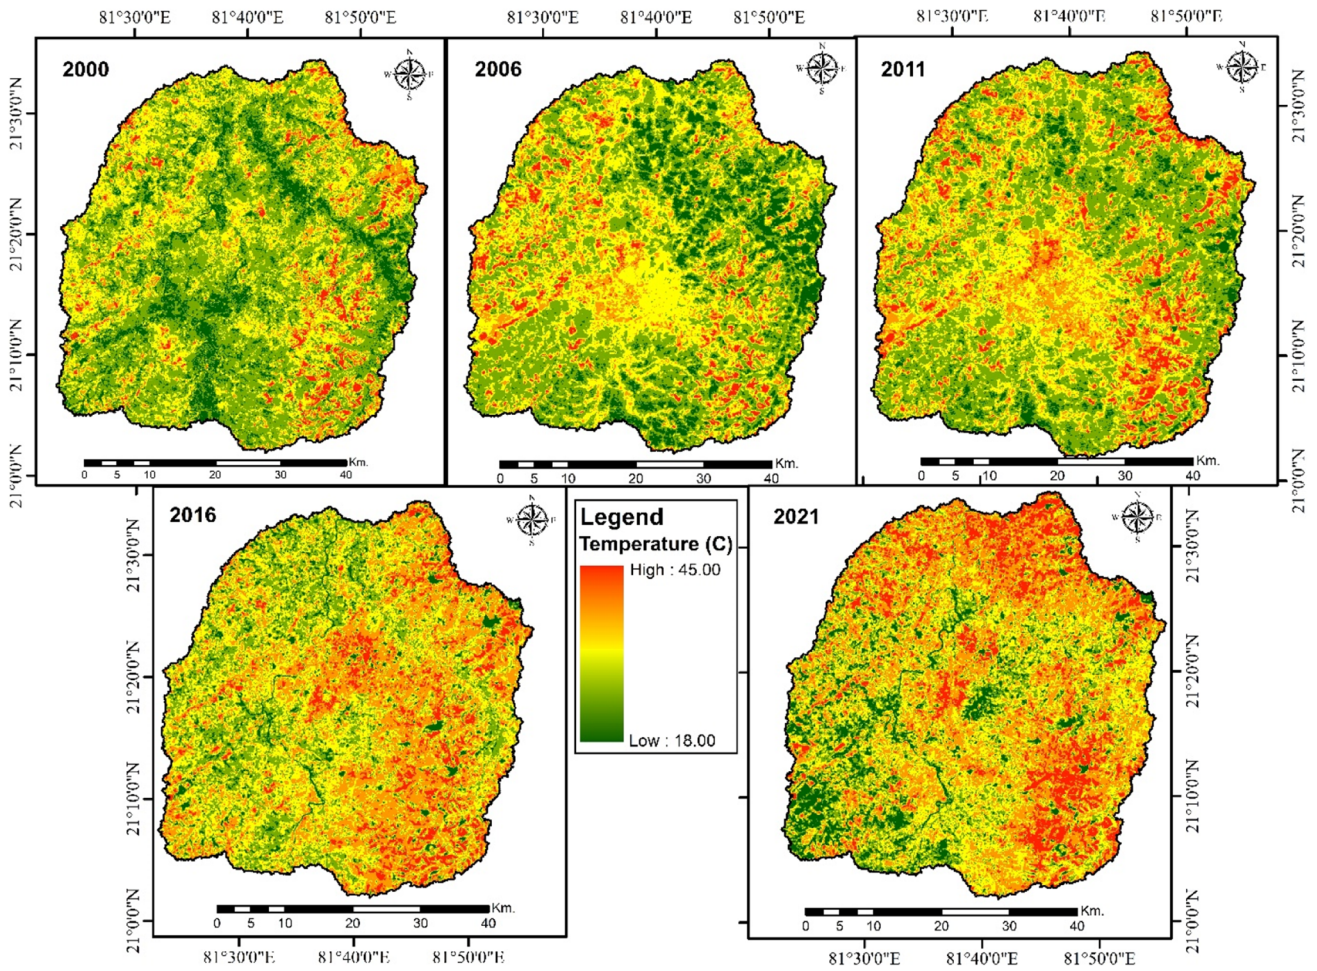 81°30'0"E 81°40'0"E 81°50'0"E 81°30'0"E 81°40'0"E 81°50'0"E 81°30'0"E 81°40'0"E 81°50'0"E
2000
N
W E
S
2006
N
W E
S
2011
N
W E
S
21°30'0"N
21°20'0"N
21°10'0"N
21°0'0"N
21°30'0"N
21°20'0"N
21°10'0"N
21°0'0"N
0 5 10 20 30 40 Km.
0 5 10 20 30 40 Km.
0 5 10 20 30 40 Km.
2016
N
W E
S
Legend
Temperature (C)
High : 45.00
Low : 18.00
2021
N
W E
S
21°30'0"N
21°20'0"N
21°10'0"N
21°0'0"N
21°30'0"N
21°20'0"N
21°10'0"N
21°0'0"N
0 5 10 20 30 40 Km.
0 5 10 20 30 40 Km.
81°30'0"E 81°40'0"E 81°50'0"E 81°30'0"E 81°40'0"E 81°50'0"E